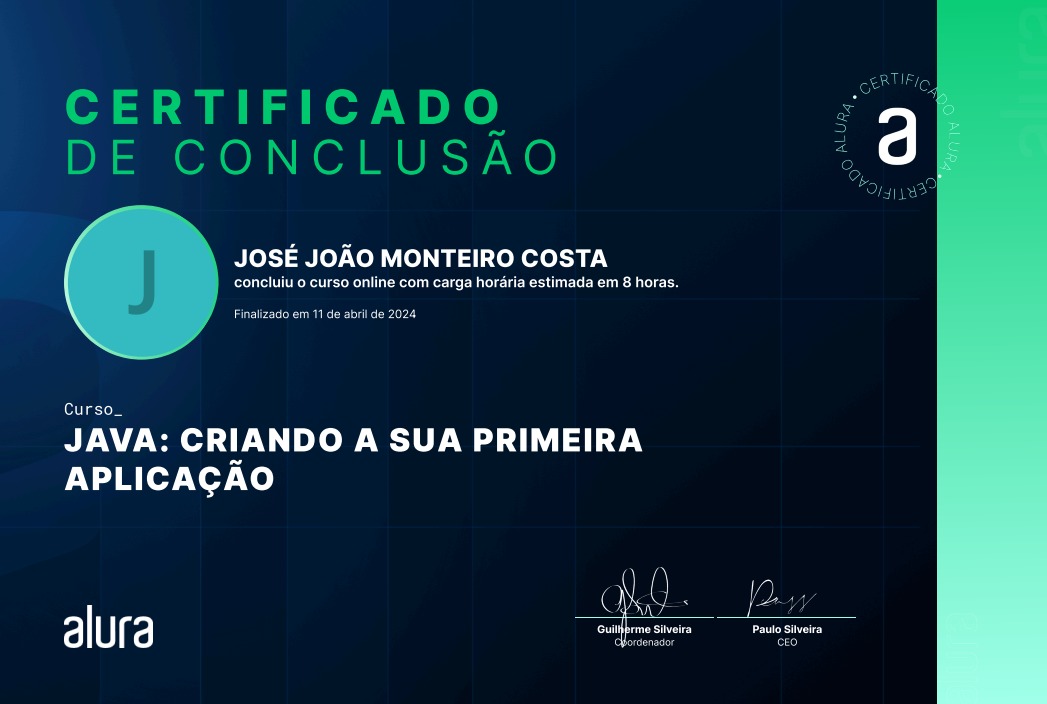 CERTIFICADO
DE CONCLUSÃO
CERTIFICADO ALURA • CERTIFICADO ALURA •
a
J
JOSÉ JOÃO MONTEIRO COSTA
concluiu o curso online com carga horária estimada em 8 horas.
Finalizado em 11 de abril de 2024
Curso_
JAVA: CRIANDO A SUA PRIMEIRA
APLICAÇÃO
alura
Guilherme Silveira
Coordenador
Paulo Silveira
CEO
alura
alura